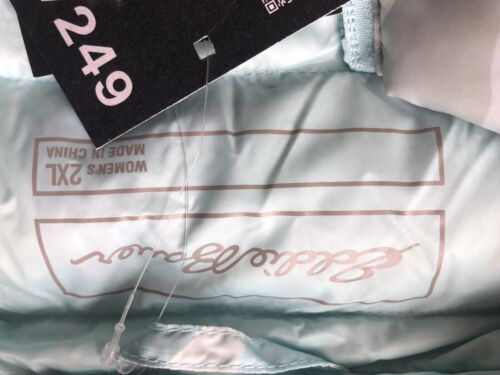 249
Eddie Bauer
WOMEN'S 2XL
MADE IN CHINA